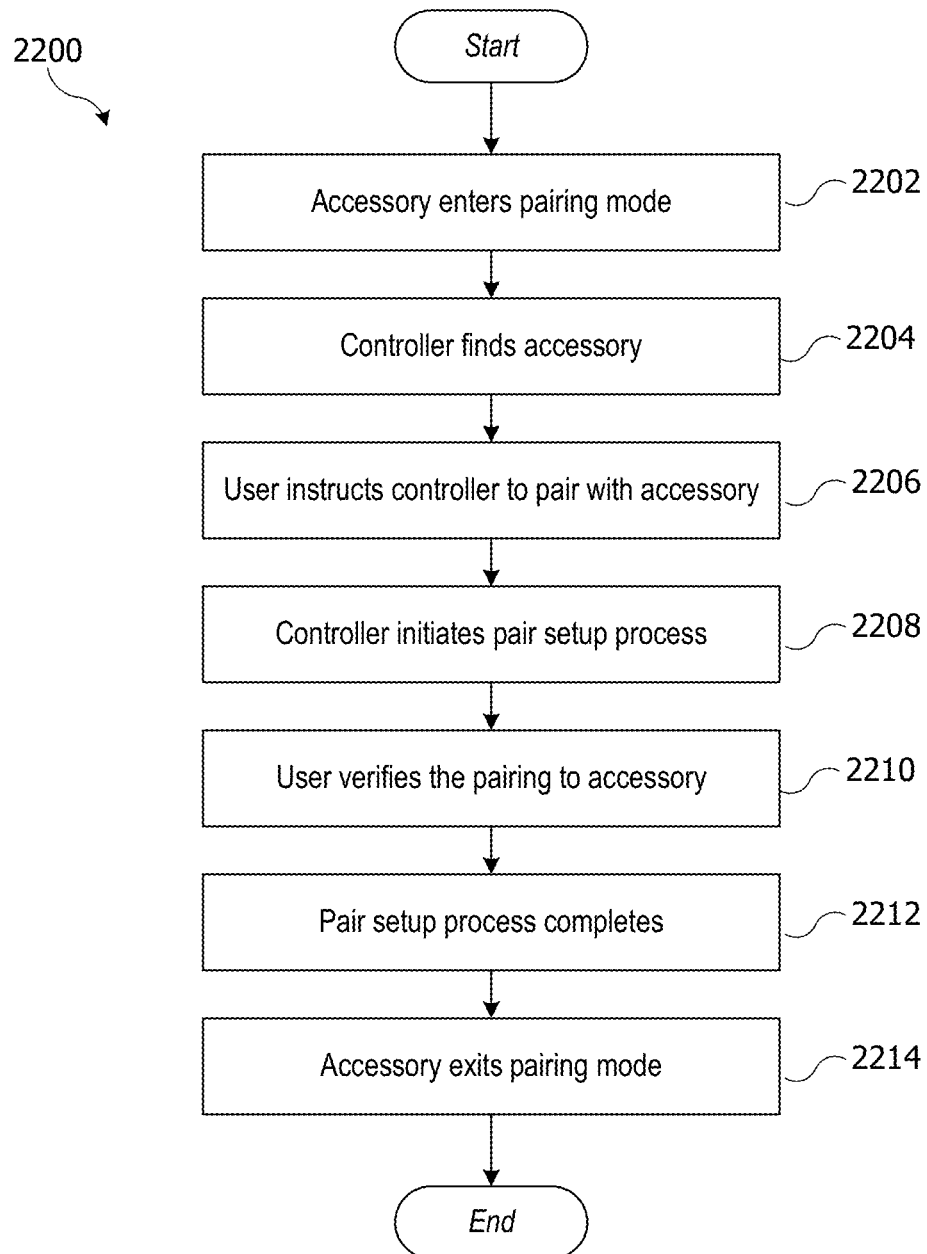 2200
Start
Accessory enters pairing mode
2202
Controller finds accessory
2204
User instructs controller to pair with accessory
2206
Controller initiates pair setup process
2208
User verifies the pairing to accessory
2210
Pair setup process completes
2212
Accessory exits pairing mode
2214
End